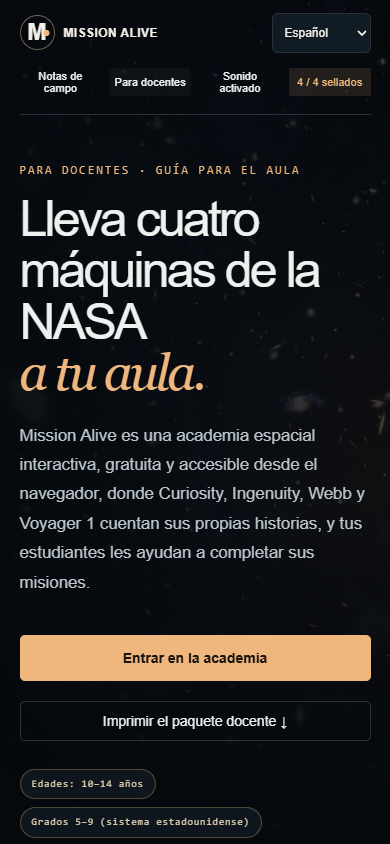 M MISSION ALIVE
Español
Notas de
campo
Para docentes
Sonido
activado
4 / 4 sellados
PARA DOCENTES · GUÍA PARA EL AULA
Lleva cuatro
máquinas de la
NASA
a tu aula.
Mission Alive es una academia espacial
interactiva, gratuita y accesible desde el
navegador, donde Curiosity, Ingenuity, Webb y
Voyager 1 cuentan sus propias historias, y tus
estudiantes les ayudan a completar sus
misiones.
Entrar en la academia
Imprimir el paquete docente ↓
Edades: 10–14 años
Grados 5–9 (sistema estadounidense)